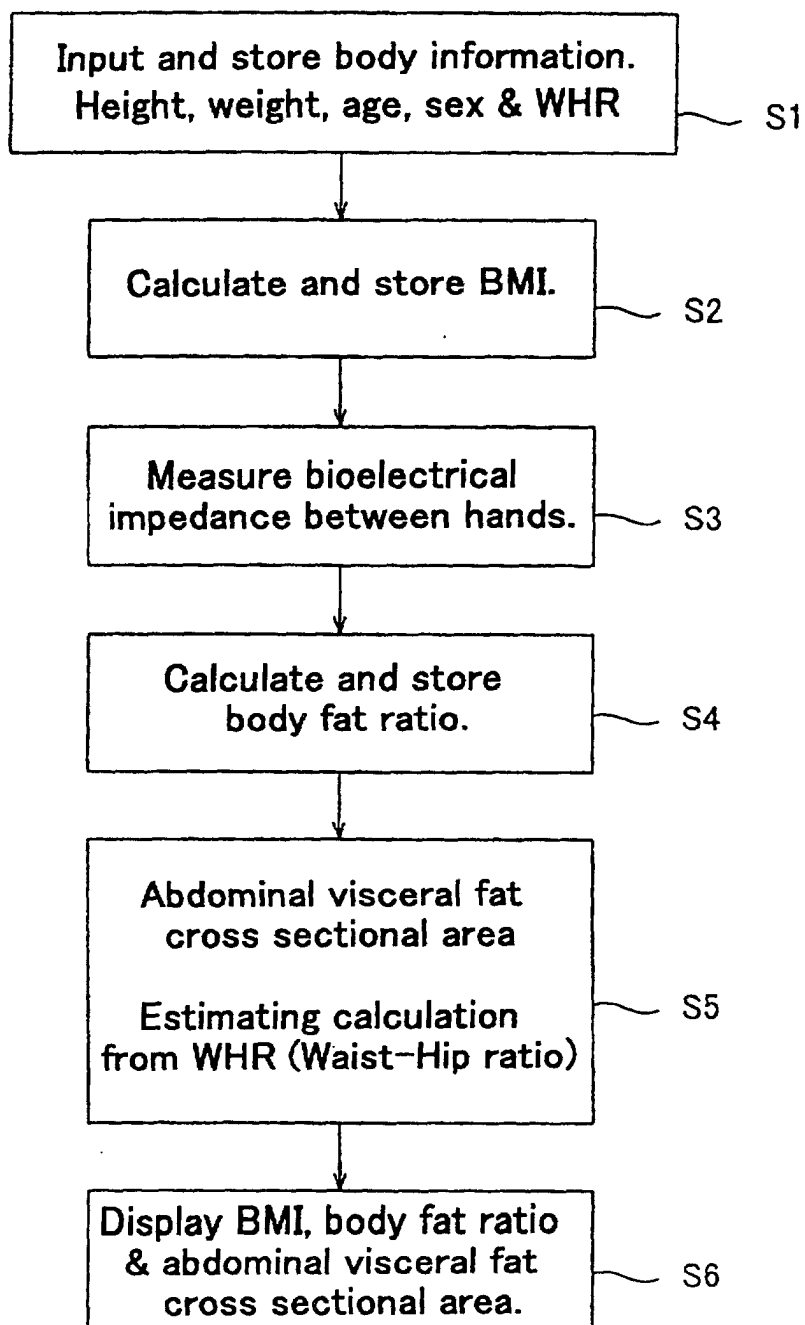 Input and store body information.
Height, weight, age, sex & WHR
S1
Calculate and store BMI.
S2
Measure bioelectrical
impedance between hands.
S3
Calculate and store
body fat ratio.
S4
Abdominal visceral fat
cross sectional area
Estimating calculation
from WHR (Waist-Hip ratio)
S5
Display BMI, body fat ratio
& abdominal visceral fat
cross sectional area.
S6